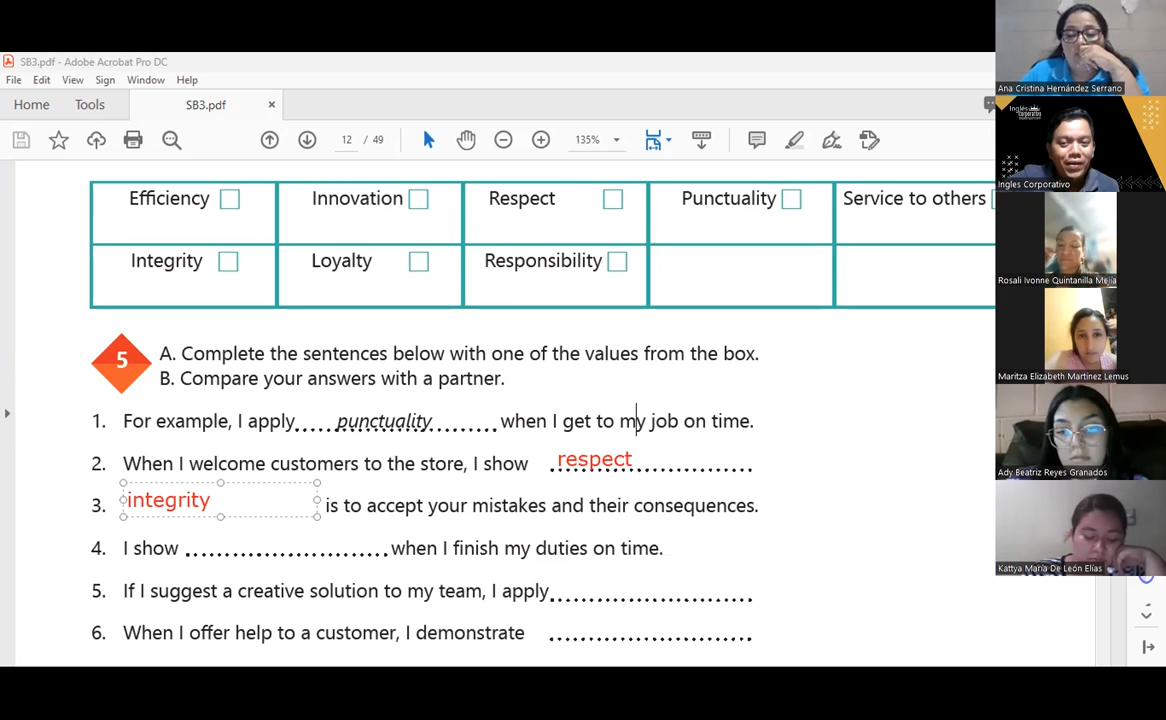 Ana Cristina Hernández Serrano
SB3.pdf - Adobe Acrobat Pro DC
File Edit View Sign Window Help
Home Tools SB3.pdf ×
12 / 49 135%
Inglés Corporativo
Ingles Corporativo
Efficiency Innovation Respect Punctuality Service to others
Integrity Loyalty Responsibility
Rosali Ivonne Quintanilla Mejía
5 A. Complete the sentences below with one of the values from the box.
B. Compare your answers with a partner.
Maritza Elizabeth Martínez Lemus
1. For example, I apply.....punctuality.......... when I get to my job on time.
2. When I welcome customers to the store, I show respect
Ady Beatriz Reyes Granados
3. integrity is to accept your mistakes and their consequences.
4. I show ............................ when I finish my duties on time.
Kattya María De León Elías
5. If I suggest a creative solution to my team, I apply............................
6. When I offer help to a customer, I demonstrate ............................